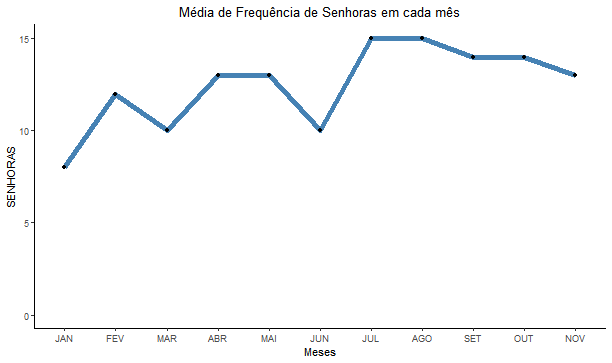 Média de Frequência de Senhoras em cada mês
SENHORAS
15
10
5
0
JAN FEV MAR ABR MAI JUN JUL AGO SET OUT NOV
Meses